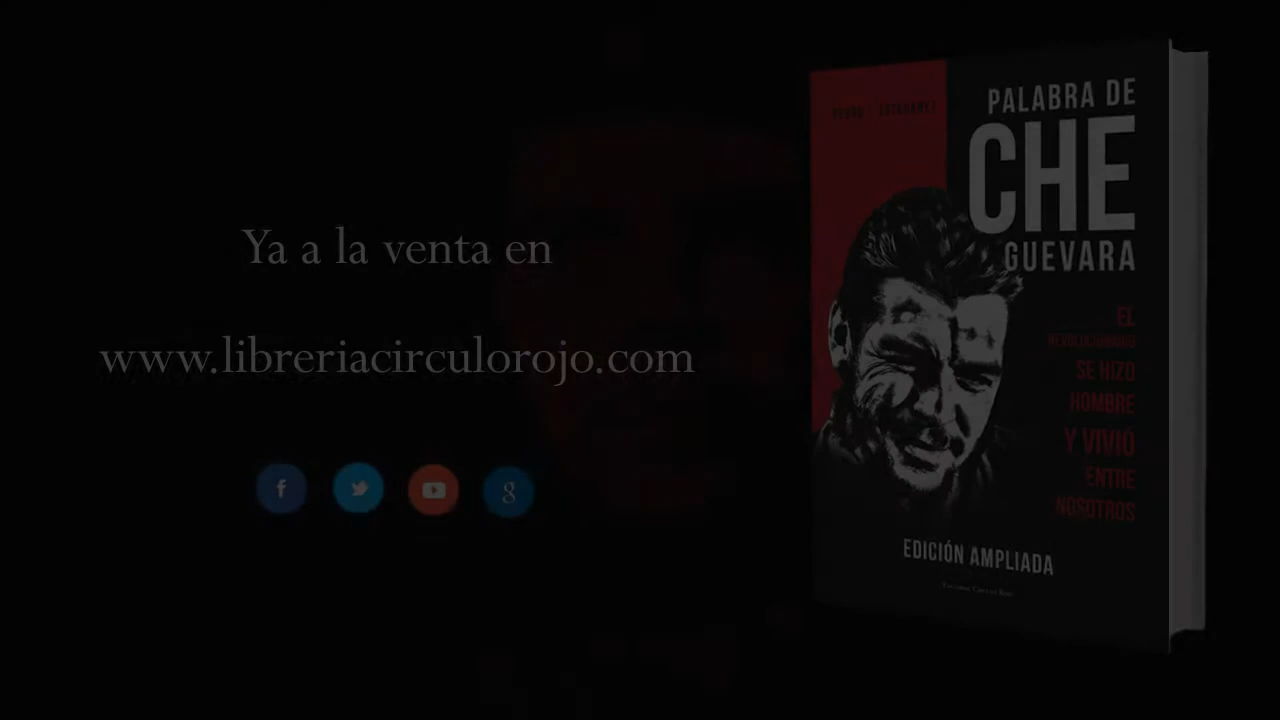 Ya a la venta en
www.libreriacirculorojo.com
PALABRA DE
CHE
GUEVARA
EL
REVOLUCIONARIO
SE HIZO
HOMBRE
Y VIVIÓ
ENTRE
NOSOTROS
EDICIÓN AMPLIADA